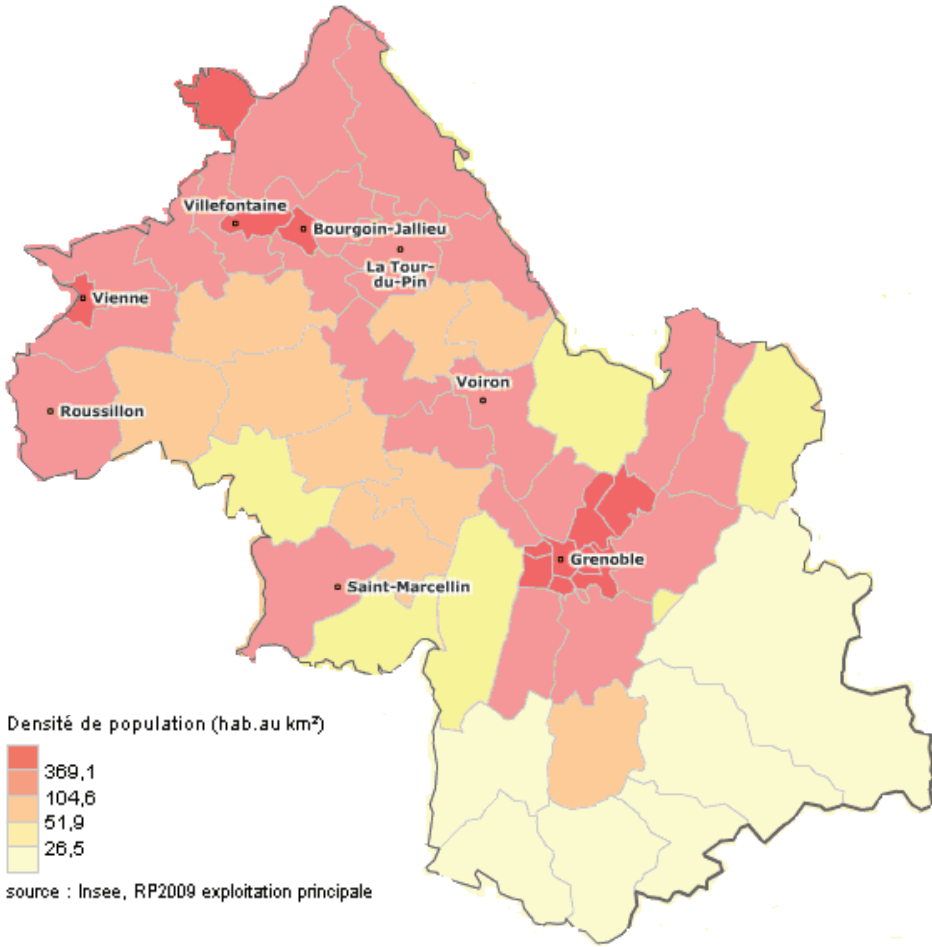 Villefontaine
Bourgoin-Jallieu
La Tour-
du-Pin
Vienne
Voiron
Roussillon
Grenoble
Saint-Marcellin
Densité de population (hab.au km²)
369,1
104,6
51,9
26,5
source : Insee, RP2009 exploitation principale